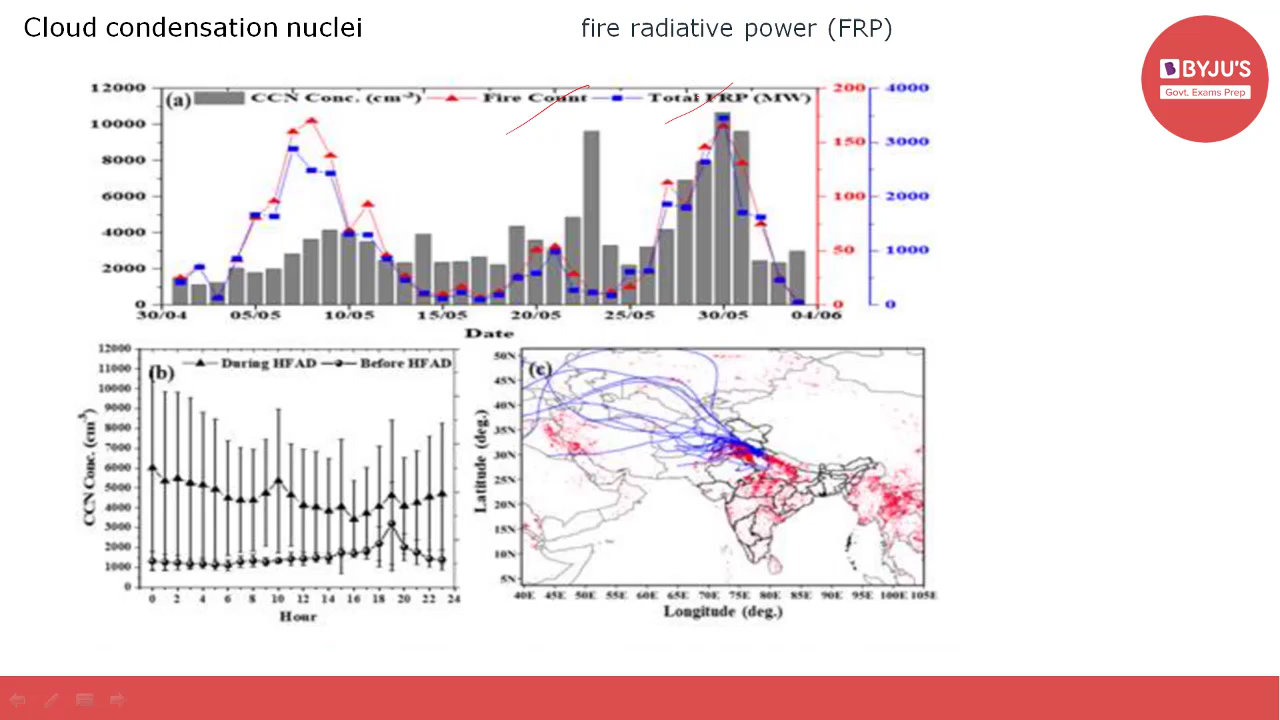 Cloud condensation nuclei
fire radiative power (FRP)
BYJU'S
Govt. Exams Prep
(a) CCN Conc. (cm⁻³) Fire Count Total FRP (MW)
12000 200 4000
10000 150 3000
8000
6000 100 2000
4000 50 1000
2000
0 0 0
30/04 05/05 10/05 15/05 20/05 25/05 30/05 04/06
Date
(b) During HFAD Before HFAD
CCN Conc. (cm⁻³)
12000
11000
10000
9000
8000
7000
6000
5000
4000
3000
2000
1000
0
0 2 4 6 8 10 12 14 16 18 20 22 24
Hour
(c)
Latitude (deg.)
50N
45N
40N
35N
30N
25N
20N
15N
10N
5N
40E 45E 50E 55E 60E 65E 70E 75E 80E 85E 90E 95E 100E 105E
Longitude (deg.)